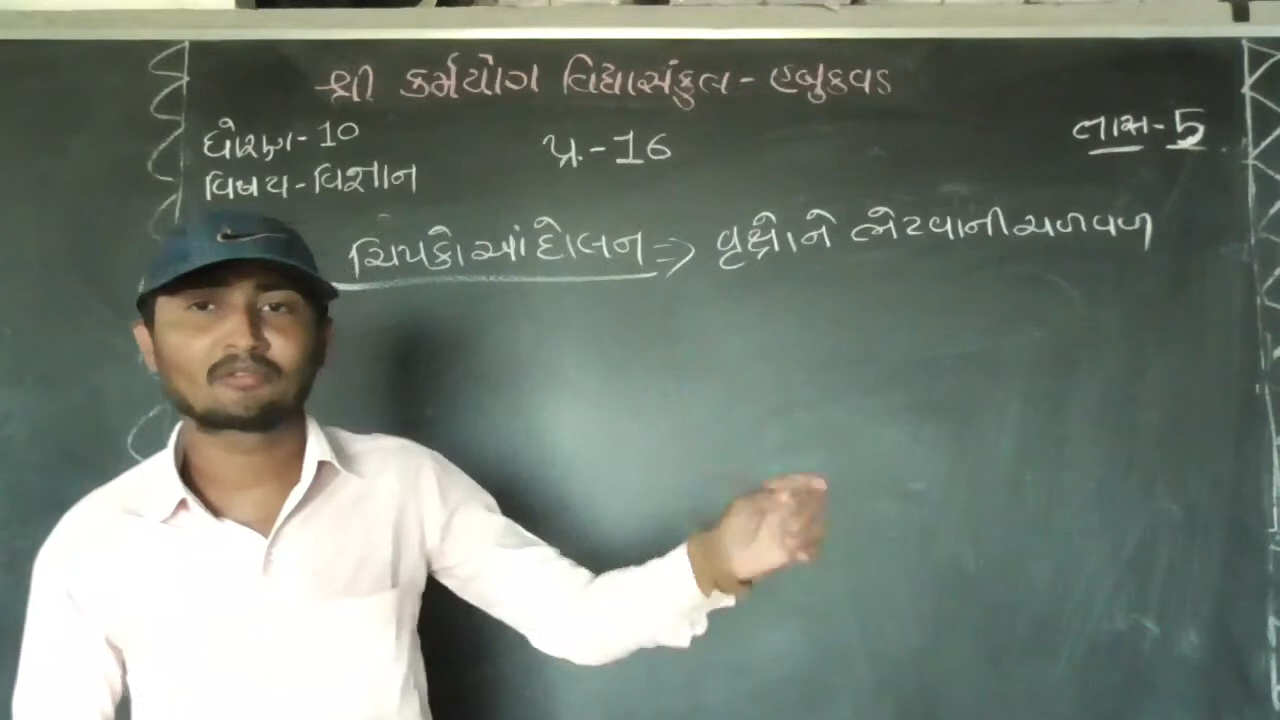 શ્રી કર્મયોગ વિદ્યાસંકુલ - હબુકવડ
ધોરણ - 10
પ્ર. - 16
તાસ - 5
વિષય - વિજ્ઞાન
ચિપકો આંદોલન => વૃક્ષોને ભેટવાની ચળવળ